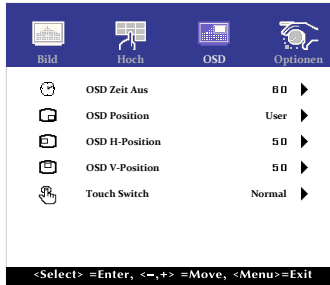 Bild Hoch OSD Optionen
OSD Zeit Aus 60
OSD Position User
OSD H-Position 50
OSD V-Position 50
Touch Switch Normal
<Select> =Enter, <−,+> =Move, <Menu>=Exit